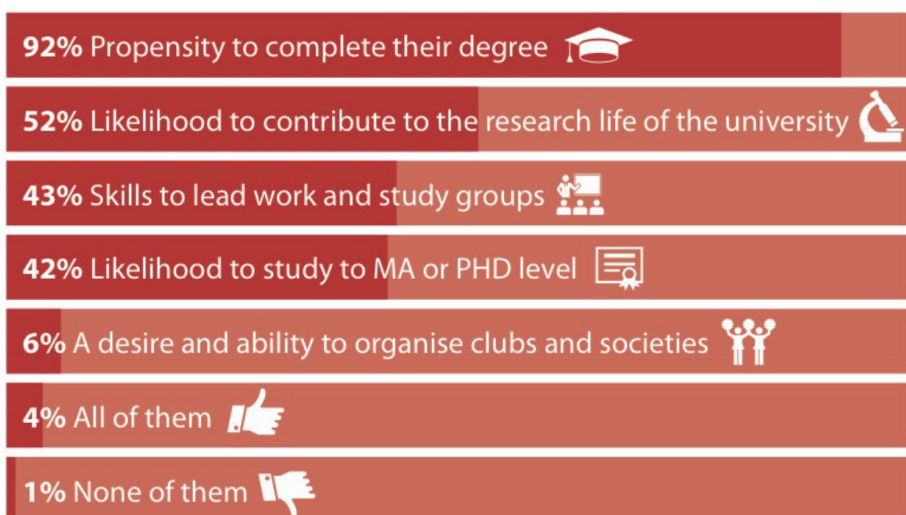 92% Propensity to complete their degree
52% Likelihood to contribute to the research life of the university
43% Skills to lead work and study groups
42% Likelihood to study to MA or PHD level
6% A desire and ability to organise clubs and societies
4% All of them
1% None of them